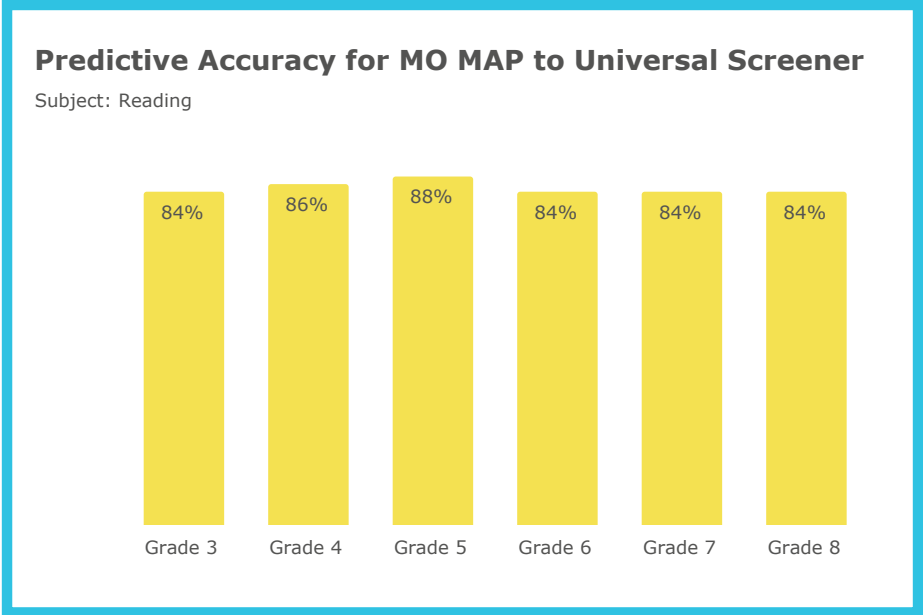 Predictive Accuracy for MO MAP to Universal Screener
Subject: Reading
84%
86%
88%
84%
84%
84%
Grade 3
Grade 4
Grade 5
Grade 6
Grade 7
Grade 8